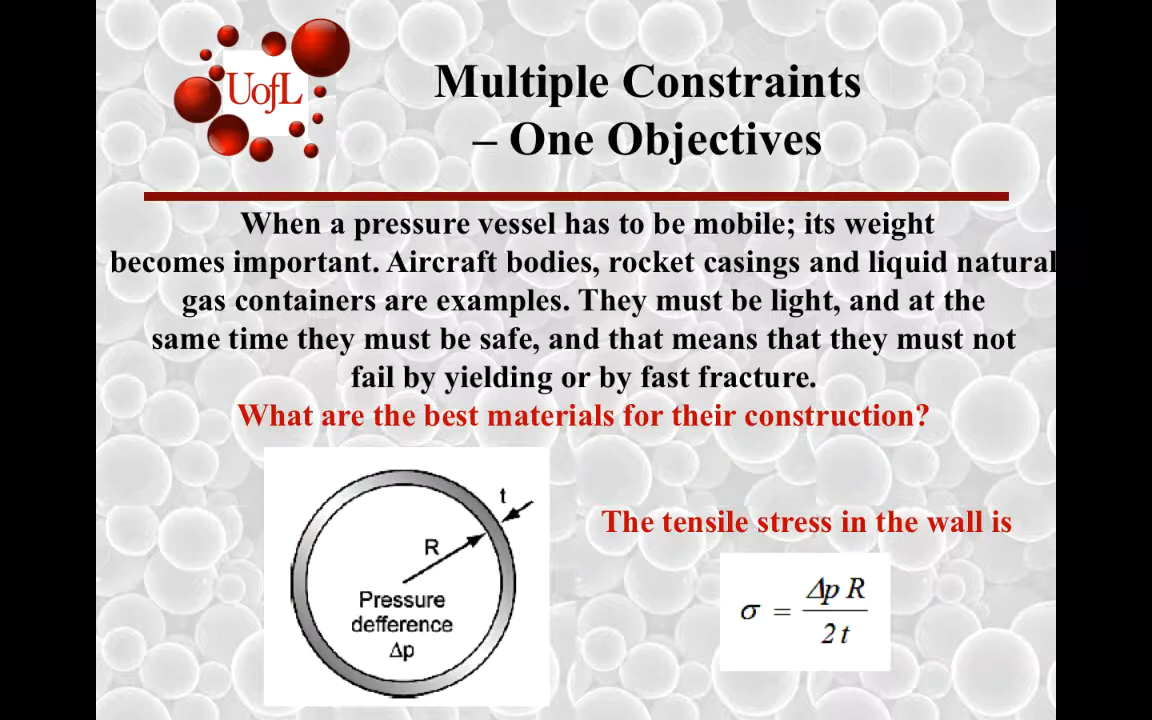 UofL
Multiple Constraints
– One Objectives
When a pressure vessel has to be mobile; its weight
becomes important. Aircraft bodies, rocket casings and liquid natural
gas containers are examples. They must be light, and at the
same time they must be safe, and that means that they must not
fail by yielding or by fast fracture.
What are the best materials for their construction?
t
R
Pressure
defference
Δp
The tensile stress in the wall is
σ = Δp R / 2 t